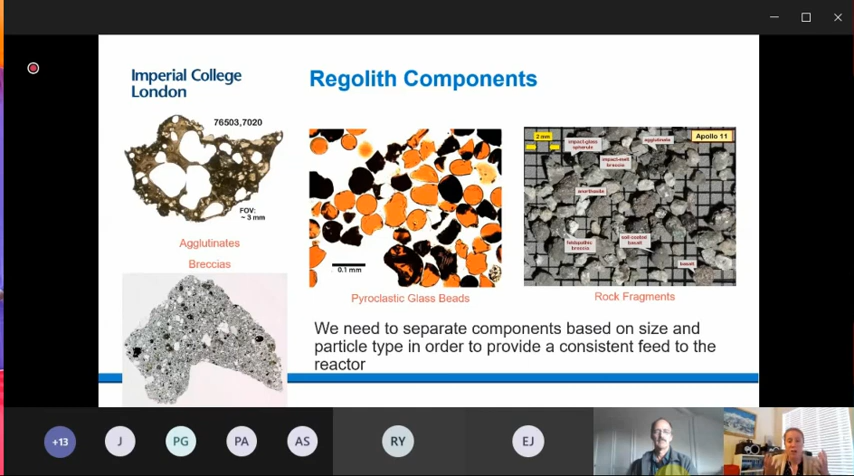 Imperial College
London
Regolith Components
76503,7020
FOV:
~ 3 mm
Agglutinates
Breccias
0.1 mm
Pyroclastic Glass Beads
2 mm
Apollo 11
impact-glass
spherule
agglutinate
impact-melt
breccia
anorthosite
feldspathic
breccia
soil-coated
basalt
basalt
Rock Fragments
We need to separate components based on size and
particle type in order to provide a consistent feed to the
reactor
+13
J
PG
PA
AS
RY
EJ